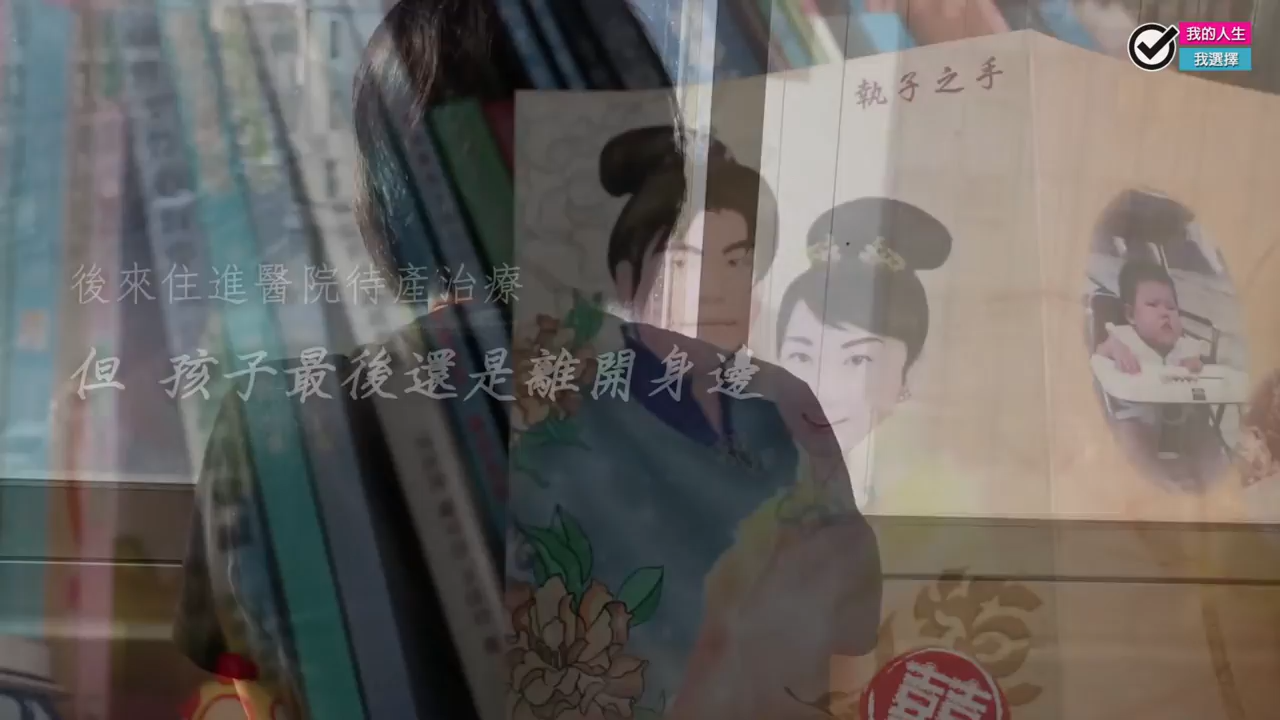 我的人生
我選擇
執子之手
後來住進醫院待產治療
但 孩子最後還是離開身邊
囍